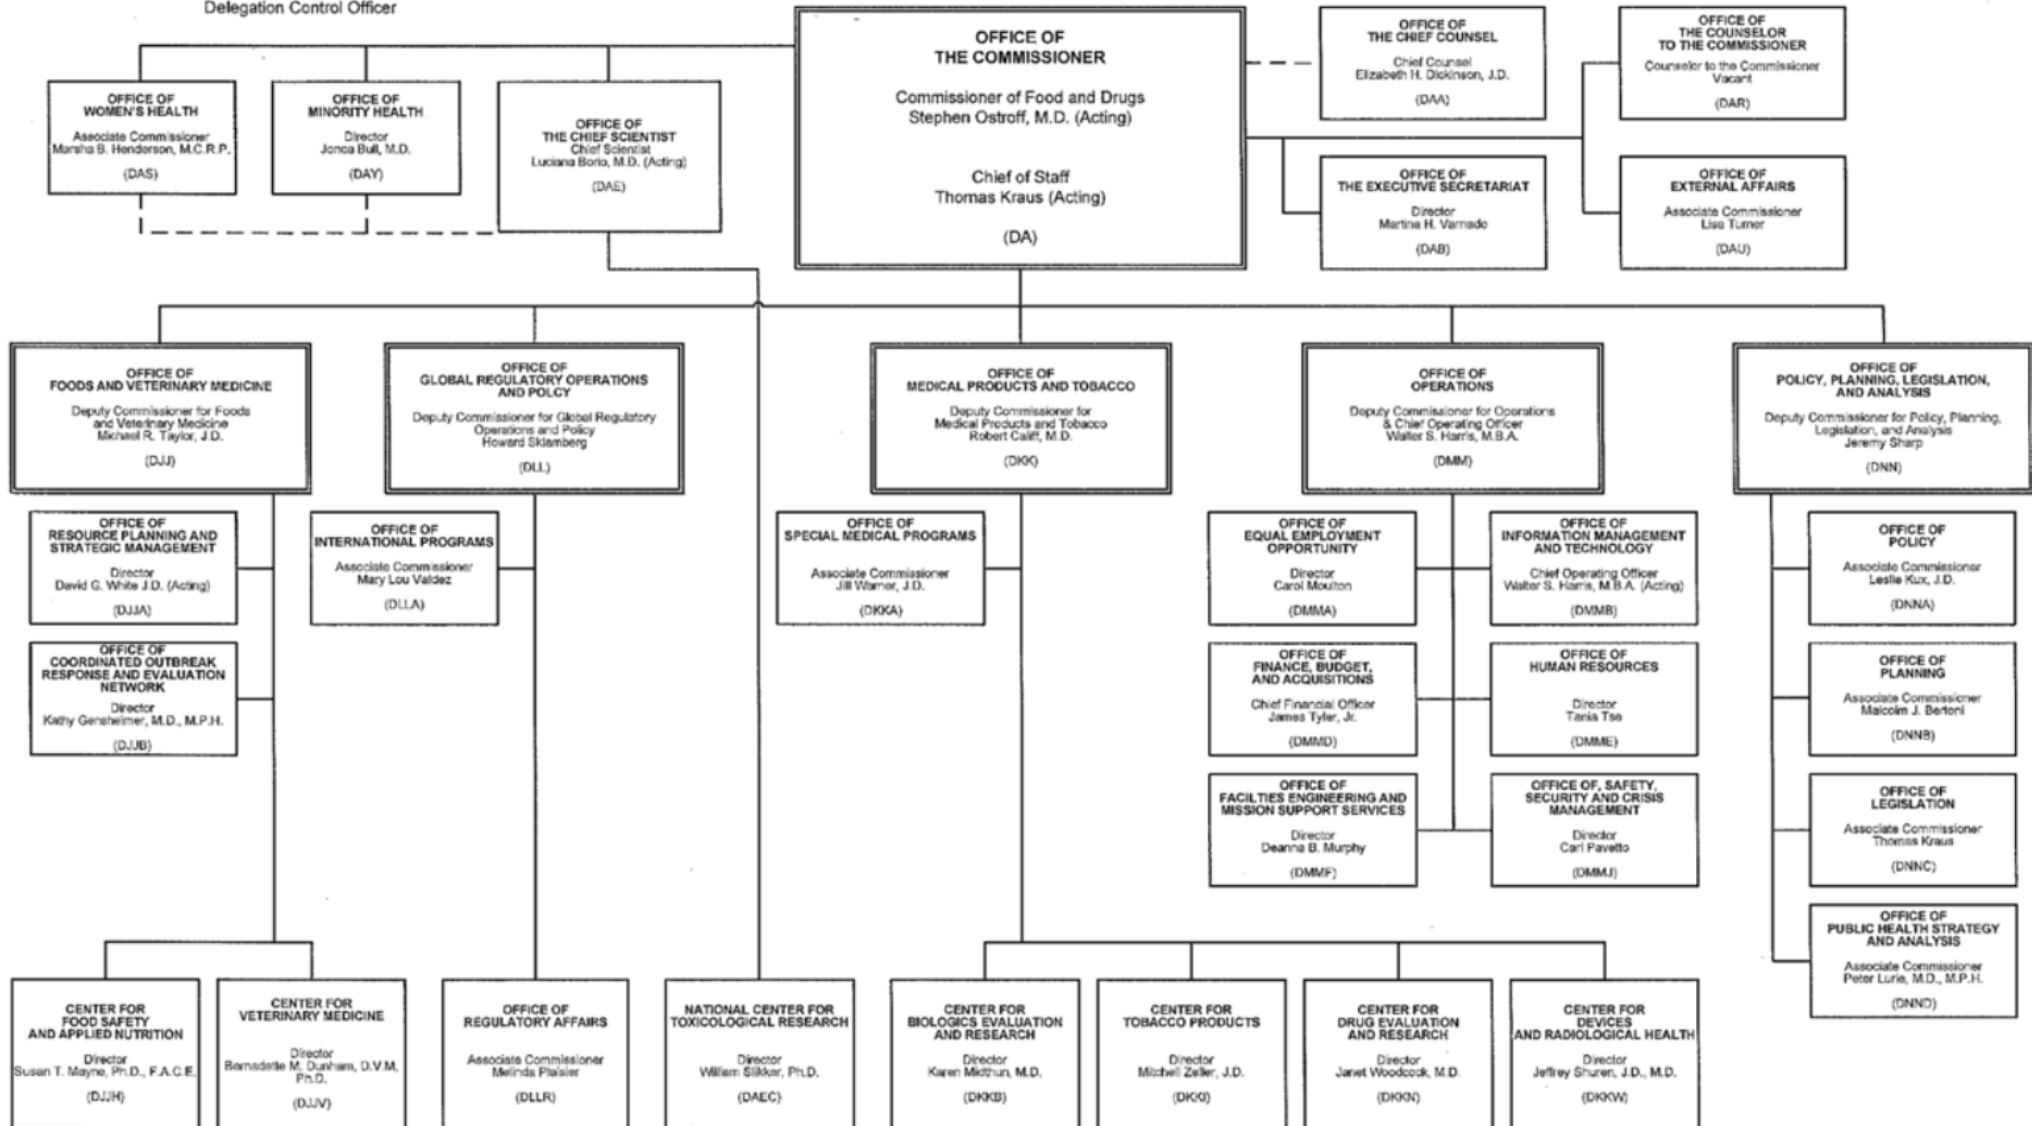 Delegation Control Officer
OFFICE OF
THE COMMISSIONER
Commissioner of Food and Drugs
Stephen Ostroff, M.D. (Acting)
Chief of Staff
Thomas Kraus (Acting)
(DA)
OFFICE OF
THE CHIEF COUNSEL
Chief Counsel
Elizabeth H. Dickinson, J.D.
(DAA)
OFFICE OF
THE COUNSELOR
TO THE COMMISSIONER
Counselor to the Commissioner
Vacant
(DAR)
OFFICE OF
WOMEN'S HEALTH
Associate Commissioner
Marsha B. Henderson, M.C.R.P.
(DAS)
OFFICE OF
MINORITY HEALTH
Director
Jonca Bull, M.D.
(DAY)
OFFICE OF
THE CHIEF SCIENTIST
Chief Scientist
Luciana Borio, M.D. (Acting)
(DAE)
OFFICE OF
THE EXECUTIVE SECRETARIAT
Director
Martina H. Varnado
(DAB)
OFFICE OF
EXTERNAL AFFAIRS
Associate Commissioner
Lisa Turner
(DAU)
OFFICE OF
FOODS AND VETERINARY MEDICINE
Deputy Commissioner for Foods
and Veterinary Medicine
Michael R. Taylor, J.D.
(DJJ)
OFFICE OF
GLOBAL REGULATORY OPERATIONS
AND POLCY
Deputy Commissioner for Global Regulatory
Operations and Policy
Howard Sklamberg
(DLL)
OFFICE OF
MEDICAL PRODUCTS AND TOBACCO
Deputy Commissioner for
Medical Products and Tobacco
Robert Califf, M.D.
(DKK)
OFFICE OF
OPERATIONS
Deputy Commissioner for Operations
& Chief Operating Officer
Walter S. Harris, M.B.A.
(DMM)
OFFICE OF
POLICY, PLANNING, LEGISLATION,
AND ANALYSIS
Deputy Commissioner for Policy, Planning,
Legislation, and Analysis
Jeremy Sharp
(DNN)
OFFICE OF
RESOURCE PLANNING AND
STRATEGIC MANAGEMENT
Director
David G. White J.D. (Acting)
(DJJA)
OFFICE OF
INTERNATIONAL PROGRAMS
Associate Commissioner
Mary Lou Valdez
(DLLA)
OFFICE OF
SPECIAL MEDICAL PROGRAMS
Associate Commissioner
Jill Warner, J.D.
(DKKA)
OFFICE OF
EQUAL EMPLOYMENT
OPPORTUNITY
Director
Carol Moulton
(DMMA)
OFFICE OF
INFORMATION MANAGEMENT
AND TECHNOLOGY
Chief Operating Officer
Walter S. Harris, M.B.A. (Acting)
(DMMB)
OFFICE OF
POLICY
Associate Commissioner
Leslie Kux, J.D.
(DNNA)
OFFICE OF
COORDINATED OUTBREAK
RESPONSE AND EVALUATION
NETWORK
Director
Kathy Gensheimer, M.D., M.P.H.
(DJJB)
OFFICE OF
FINANCE, BUDGET,
AND ACQUISITIONS
Chief Financial Officer
James Tyler, Jr.
(DMMD)
OFFICE OF
HUMAN RESOURCES
Director
Tania Tse
(DMME)
OFFICE OF
PLANNING
Associate Commissioner
Malcolm J. Bertoni
(DNNB)
OFFICE OF
FACILTIES ENGINEERING AND
MISSION SUPPORT SERVICES
Director
Deanna B. Murphy
(DMMF)
OFFICE OF, SAFETY,
SECURITY AND CRISIS
MANAGEMENT
Director
Carl Pavetto
(DMMJ)
OFFICE OF
LEGISLATION
Associate Commissioner
Thomas Kraus
(DNNC)
OFFICE OF
PUBLIC HEALTH STRATEGY
AND ANALYSIS
Associate Commissioner
Peter Lurie, M.D., M.P.H.
(DNND)
CENTER FOR
FOOD SAFETY
AND APPLIED NUTRITION
Director
Susan T. Mayne, Ph.D., F.A.C.E.
(DJJH)
CENTER FOR
VETERINARY MEDICINE
Director
Bernadette M. Dunham, D.V.M,
Ph.D.
(DJJV)
OFFICE OF
REGULATORY AFFAIRS
Associate Commissioner
Melinda Plaisier
(DLLR)
NATIONAL CENTER FOR
TOXICOLOGICAL RESEARCH
Director
William Slikker, Ph.D.
(DAEC)
CENTER FOR
BIOLOGICS EVALUATION
AND RESEARCH
Director
Karen Midthun, M.D.
(DKKB)
CENTER FOR
TOBACCO PRODUCTS
Director
Mitchell Zeller, J.D.
(DKKI)
CENTER FOR
DRUG EVALUATION
AND RESEARCH
Director
Janet Woodcock, M.D.
(DKKN)
CENTER FOR
DEVICES
AND RADIOLOGICAL HEALTH
Director
Jeffrey Shuren, J.D., M.D.
(DKKW)